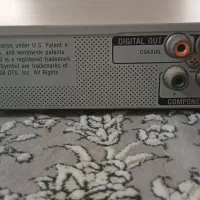 ense under U.S. Patent
s. and worldwide patents
is a registered trademark
Symbol are trademarks of
DTS, Inc. All Rights
DIGITAL OUT
COAXIAL
COMPONE